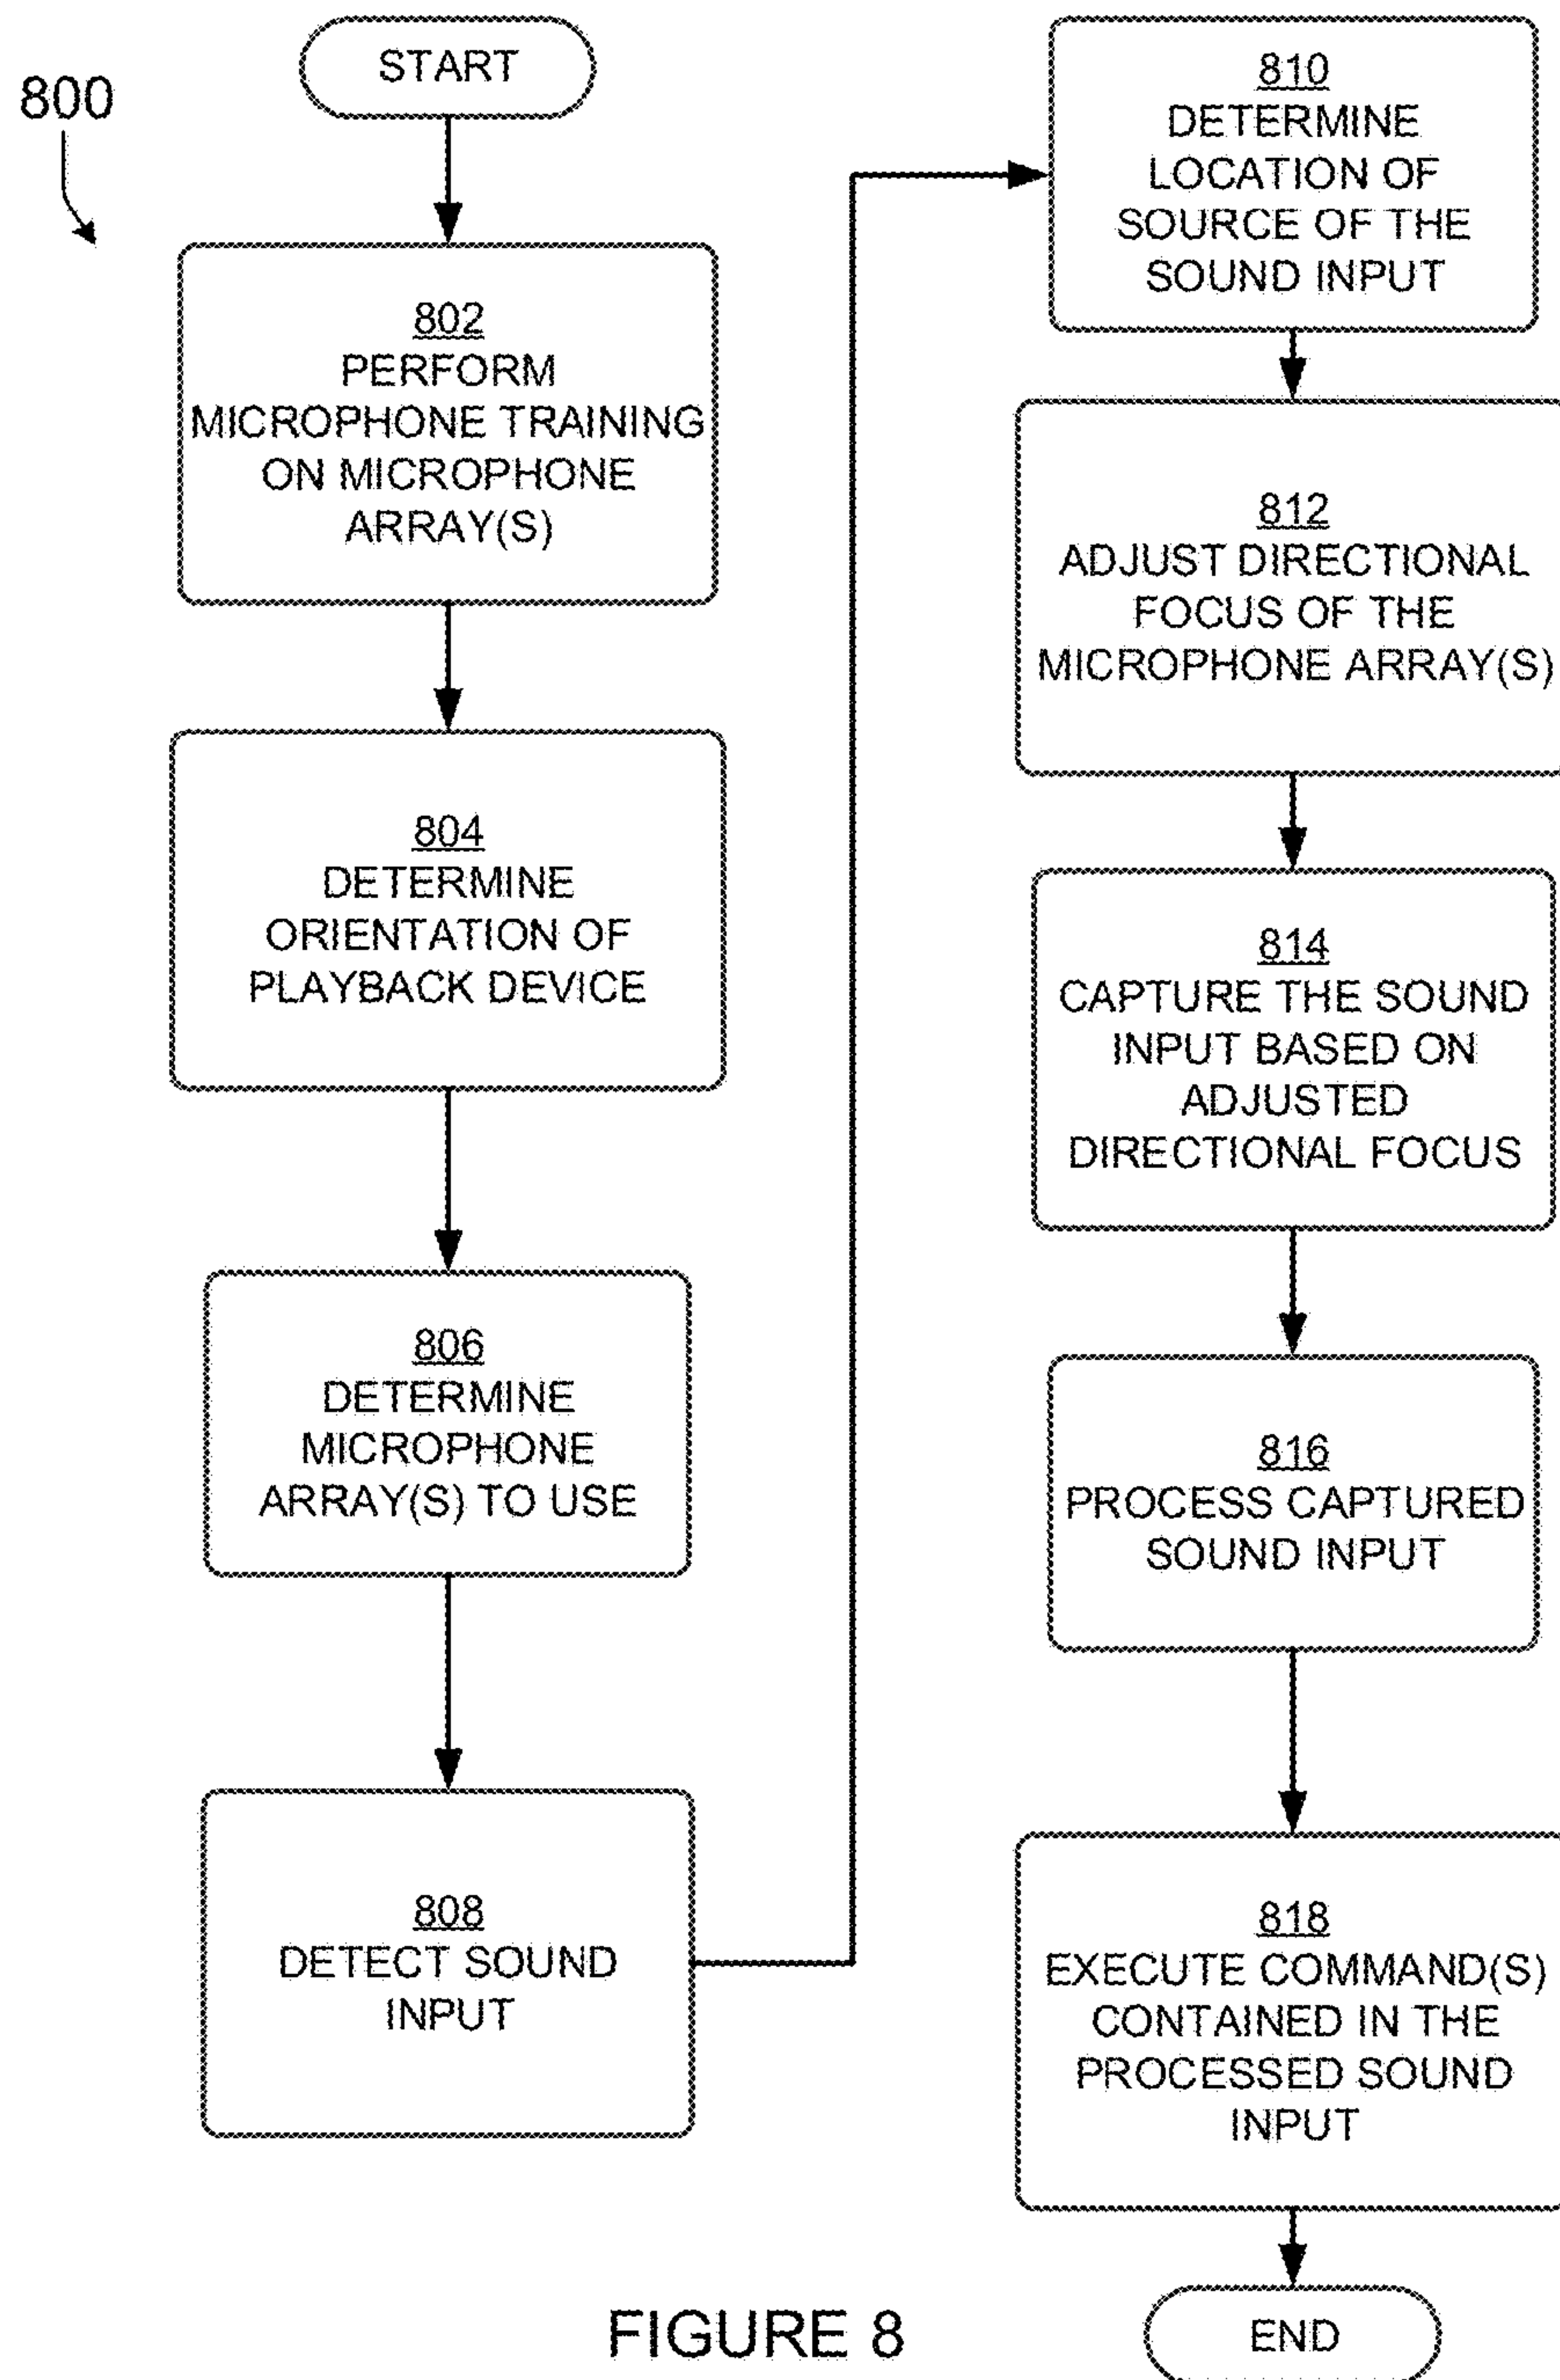 800
START
802
PERFORM
MICROPHONE TRAINING
ON MICROPHONE
ARRAY(S)
804
DETERMINE
ORIENTATION OF
PLAYBACK DEVICE
806
DETERMINE
MICROPHONE
ARRAY(S) TO USE
808
DETECT SOUND
INPUT
810
DETERMINE
LOCATION OF
SOURCE OF THE
SOUND INPUT
812
ADJUST DIRECTIONAL
FOCUS OF THE
MICROPHONE ARRAY(S)
814
CAPTURE THE SOUND
INPUT BASED ON
ADJUSTED
DIRECTIONAL FOCUS
816
PROCESS CAPTURED
SOUND INPUT
818
EXECUTE COMMAND(S)
CONTAINED IN THE
PROCESSED SOUND
INPUT
END
FIGURE 8